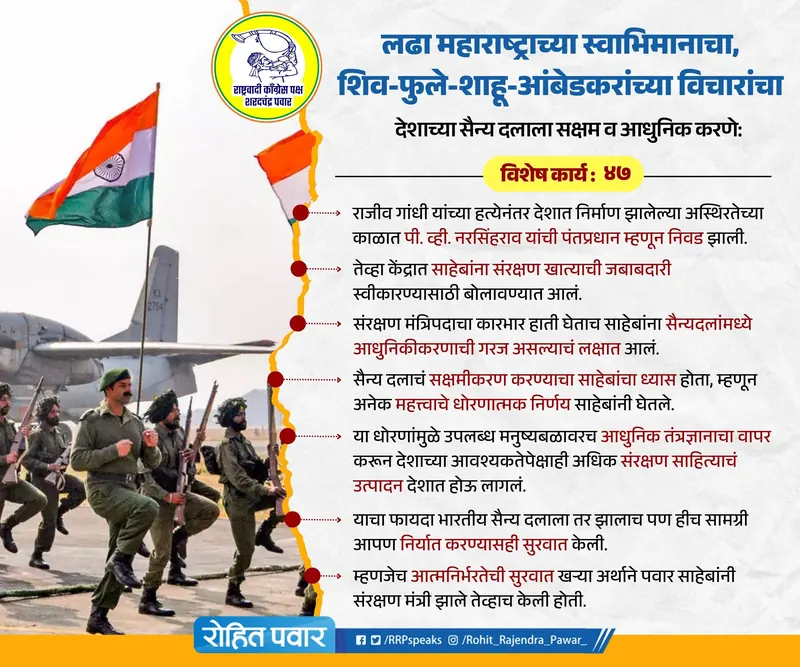 राष्ट्रवादी काँग्रेस पक्ष
शरदचंद्र पवार
लढा महाराष्ट्राच्या स्वाभिमानाचा,
शिव-फुले-शाहू-आंबेडकरांच्या विचारांचा
देशाच्या सैन्य दलाला सक्षम व आधुनिक करणे:
विशेष कार्य : ४७
राजीव गांधी यांच्या हत्येनंतर देशात निर्माण झालेल्या अस्थिरतेच्या
काळात पी. व्ही. नरसिंहराव यांची पंतप्रधान म्हणून निवड झाली.
तेव्हा केंद्रात साहेबांना संरक्षण खात्याची जबाबदारी
स्वीकारण्यासाठी बोलावण्यात आलं.
संरक्षण मंत्रिपदाचा कारभार हाती घेताच साहेबांना सैन्यदलांमध्ये
आधुनिकीकरणाची गरज असल्याचं लक्षात आलं.
सैन्य दलाचं सक्षमीकरण करण्याचा साहेबांचा ध्यास होता, म्हणून
अनेक महत्त्वाचे धोरणात्मक निर्णय साहेबांनी घेतले.
या धोरणांमुळे उपलब्ध मनुष्यबळावरच आधुनिक तंत्रज्ञानाचा वापर
करून देशाच्या आवश्यकतेपेक्षाही अधिक संरक्षण साहित्याचं
उत्पादन देशात होऊ लागलं.
याचा फायदा भारतीय सैन्य दलाला तर झालाच पण हीच सामग्री
आपण निर्यात करण्यासही सुरवात केली.
म्हणजेच आत्मनिर्भरतेची सुरवात खऱ्या अर्थाने पवार साहेबांनी
संरक्षण मंत्री झाले तेव्हाच केली होती.
रोहित पवार
/RRPspeaks /Rohit_Rajendra_Pawar_